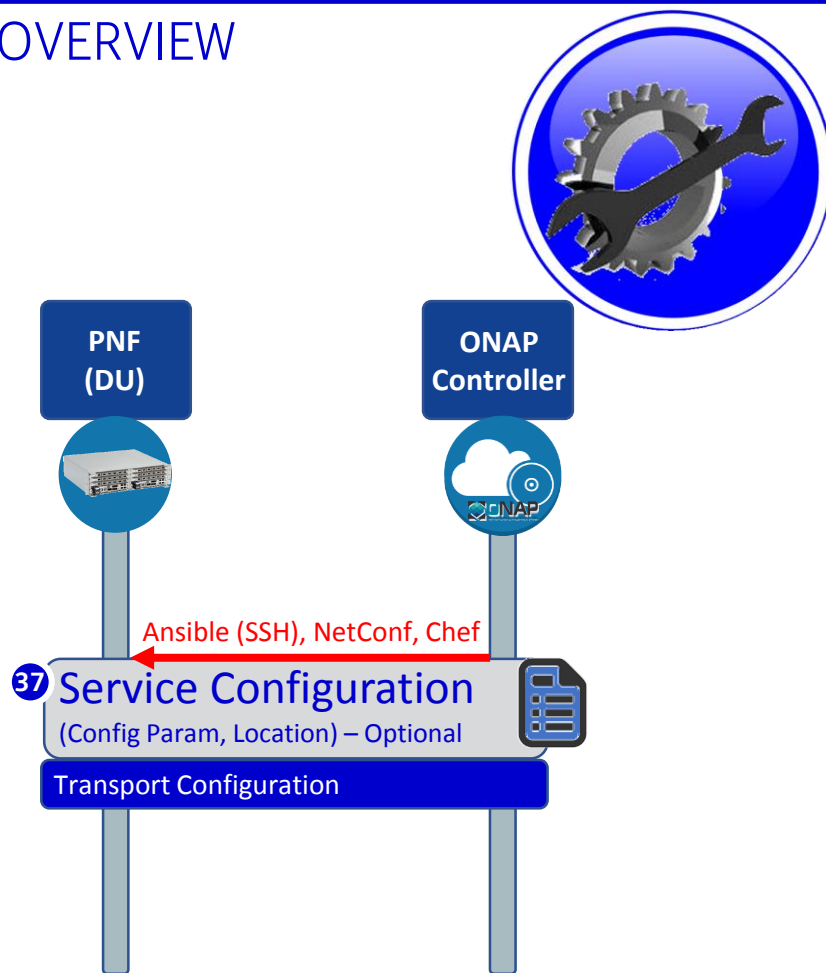 OVERVIEW
PNF
(DU)
ONAP
Controller
ONAP
Ansible (SSH), NetConf, Chef
37
Service Configuration
(Config Param, Location) – Optional
Transport Configuration